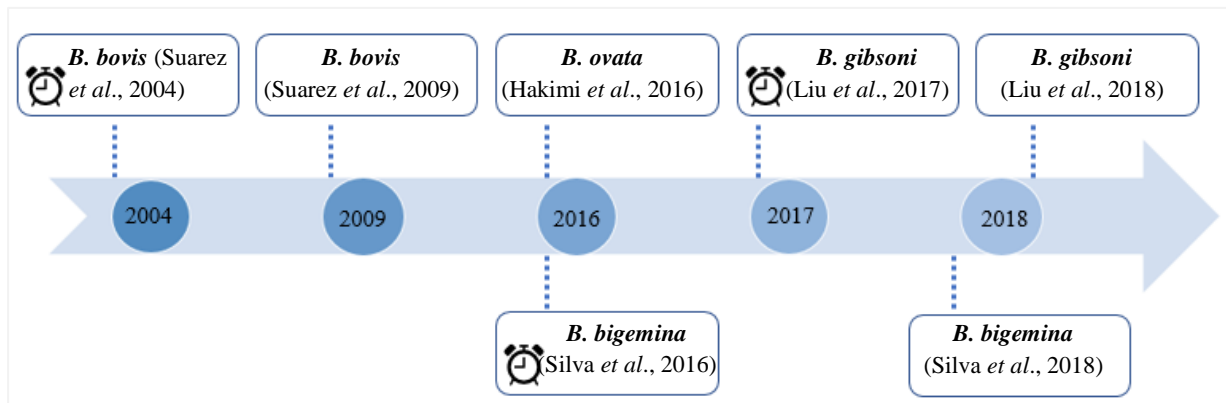 B. bovis (Suarez
et al., 2004)
B. bovis
(Suarez et al., 2009)
B. ovata
(Hakimi et al., 2016)
B. gibsoni
(Liu et al., 2017)
B. gibsoni
(Liu et al., 2018)
2004
2009
2016
2017
2018
B. bigemina
(Silva et al., 2016)
B. bigemina
(Silva et al., 2018)